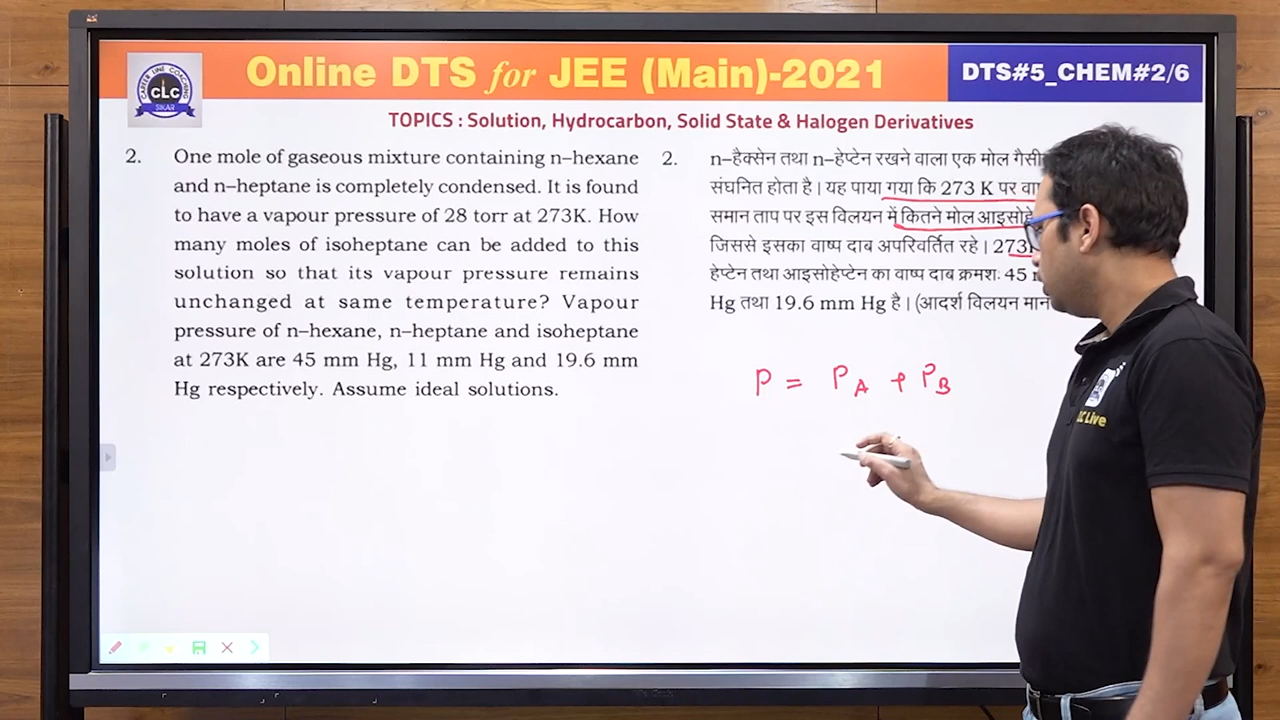 Online DTS for JEE (Main)-2021
DTS#5_CHEM#2/6
CAREER LINE COACHING
CLC
SIKAR
TOPICS : Solution, Hydrocarbon, Solid State & Halogen Derivatives
2. One mole of gaseous mixture containing n–hexane
and n–heptane is completely condensed. It is found
to have a vapour pressure of 28 torr at 273K. How
many moles of isoheptane can be added to this
solution so that its vapour pressure remains
unchanged at same temperature? Vapour
pressure of n–hexane, n–heptane and isoheptane
at 273K are 45 mm Hg, 11 mm Hg and 19.6 mm
Hg respectively. Assume ideal solutions.
2. n–हैक्सेन तथा n–हेप्टेन रखने वाला एक मोल गैसी
संघनित होता है। यह पाया गया कि 273 K पर वा
समान ताप पर इस विलयन में कितने मोल आइसोहे
जिससे इसका वाष्प दाब अपरिवर्तित रहे। 273
हेप्टेन तथा आइसोहेप्टेन का वाष्प दाब क्रमशः 45
Hg तथा 19.6 mm Hg है। (आदर्श विलयन मान
P = PA + PB
LC Live